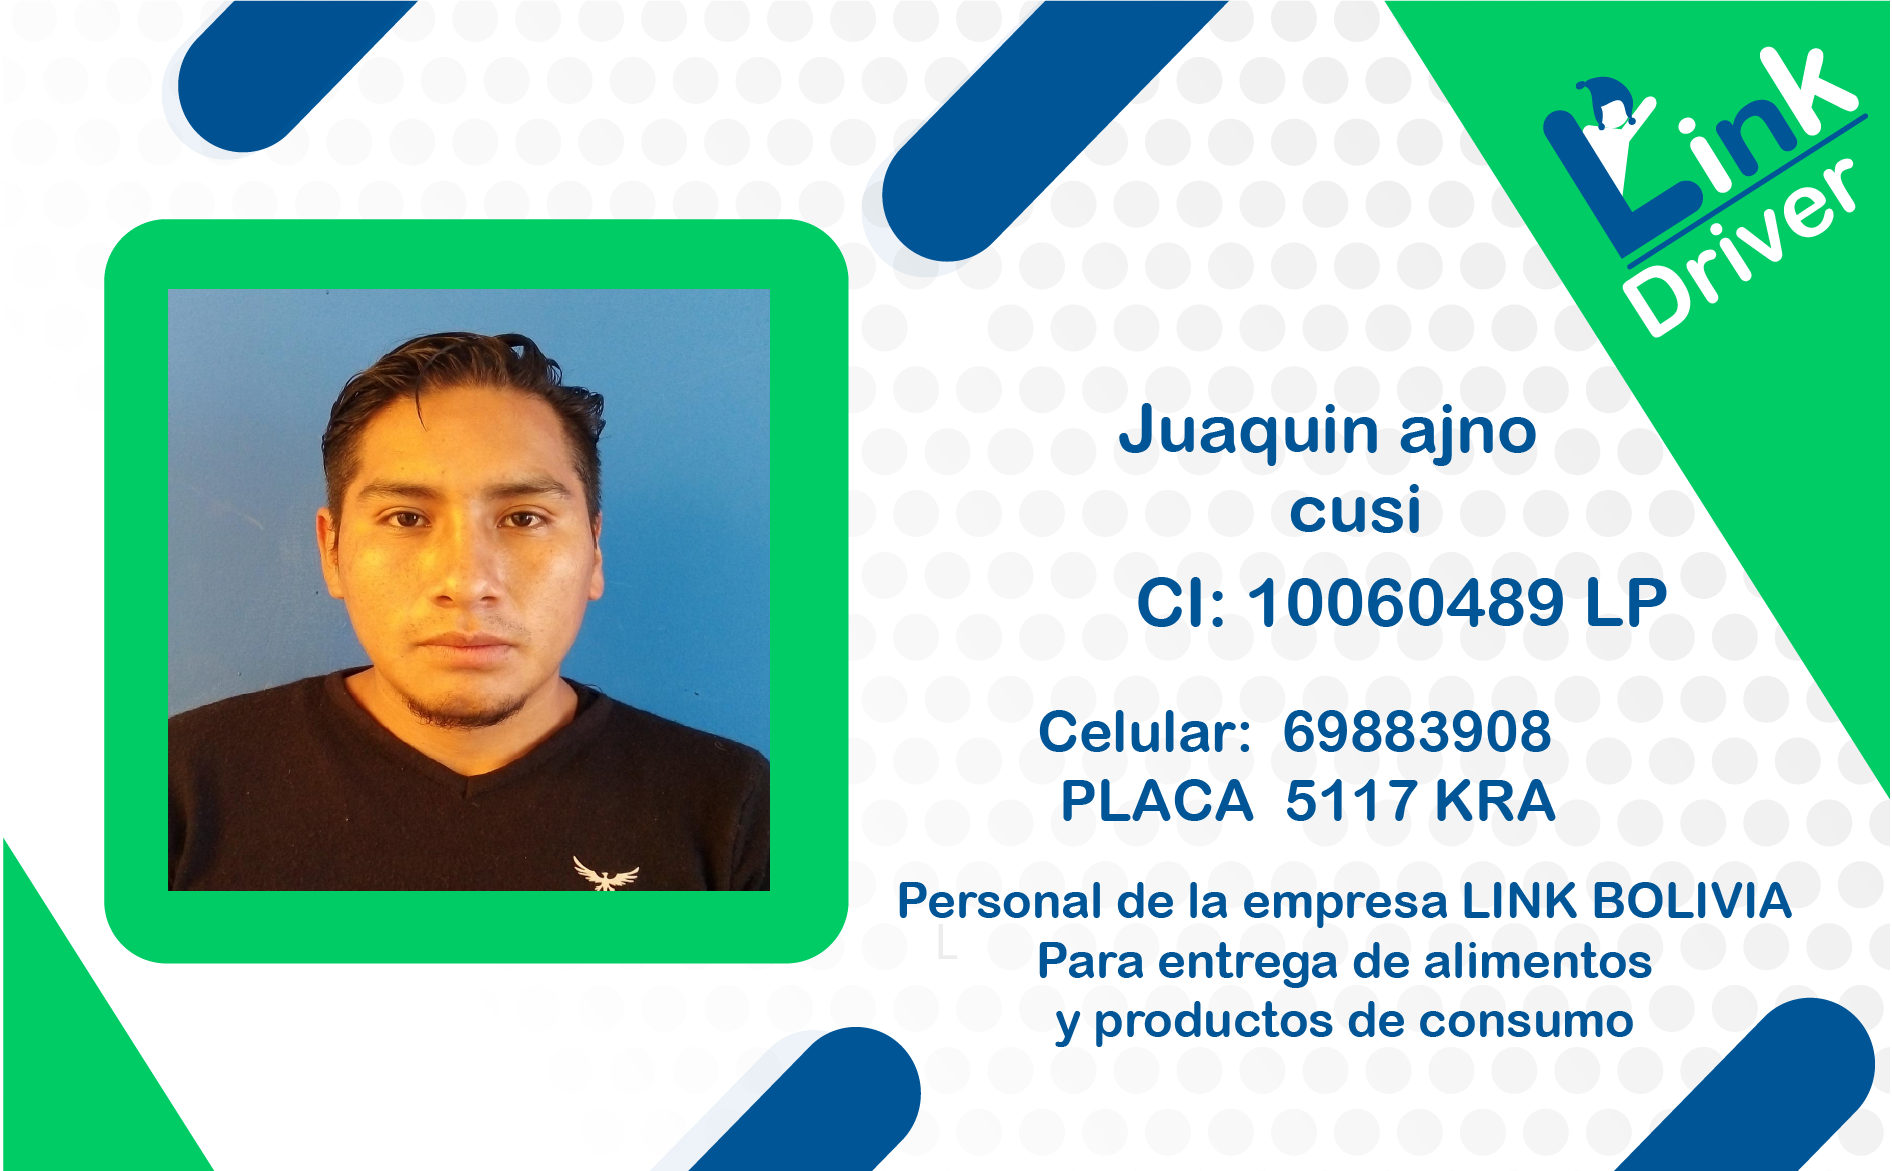 Link
Driver
Juaquin ajno
cusi
CI: 10060489 LP
Celular: 69883908
PLACA 5117 KRA
Personal de la empresa LINK BOLIVIA
L
Para entrega de alimentos
y productos de consumo